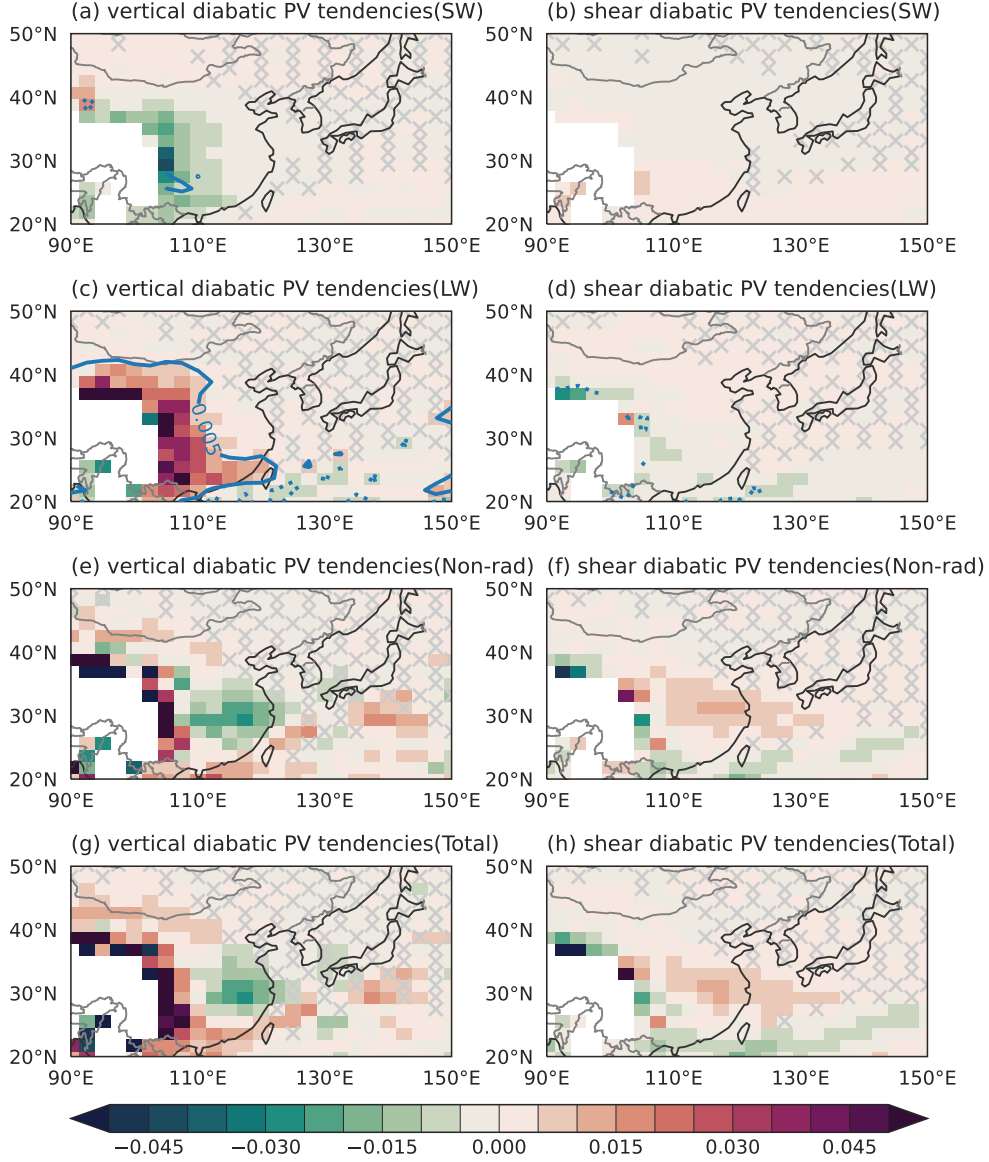 (a) vertical diabatic PV tendencies(SW) (b) shear diabatic PV tendencies(SW)
50°N 50°N
40°N 40°N
30°N 30°N
20°N 20°N
90°E 110°E 130°E 150°E 90°E 110°E 130°E 150°E
(c) vertical diabatic PV tendencies(LW) (d) shear diabatic PV tendencies(LW)
50°N 50°N
40°N 40°N
0.005
30°N 30°N
20°N 20°N
90°E 110°E 130°E 150°E 90°E 110°E 130°E 150°E
(e) vertical diabatic PV tendencies(Non-rad) (f) shear diabatic PV tendencies(Non-rad)
50°N 50°N
40°N 40°N
30°N 30°N
20°N 20°N
90°E 110°E 130°E 150°E 90°E 110°E 130°E 150°E
(g) vertical diabatic PV tendencies(Total) (h) shear diabatic PV tendencies(Total)
50°N 50°N
40°N 40°N
30°N 30°N
20°N 20°N
90°E 110°E 130°E 150°E 90°E 110°E 130°E 150°E
−0.045 −0.030 −0.015 0.000 0.015 0.030 0.045